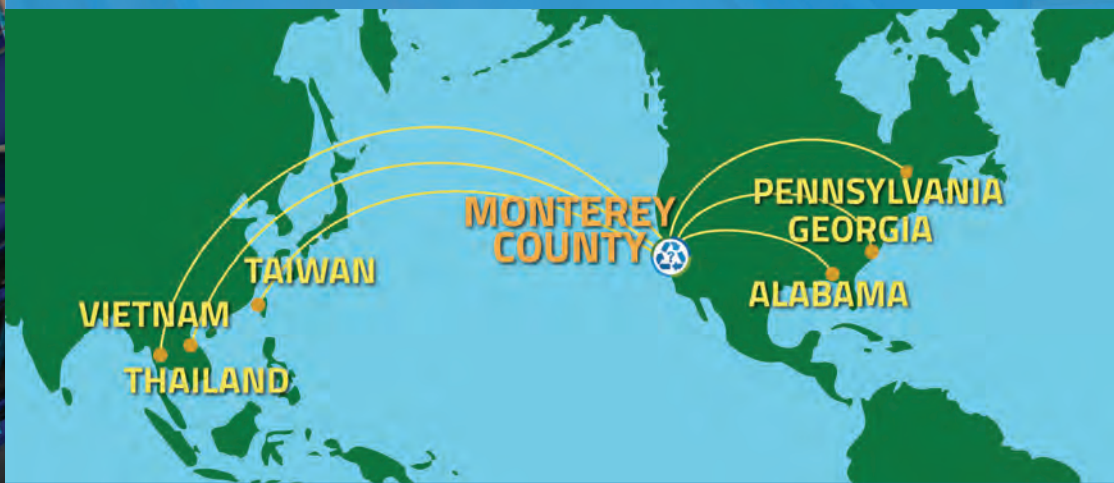 MONTEREY
COUNTY
?
TAIWAN
VIETNAM
THAILAND
PENNSYLVANIA
GEORGIA
ALABAMA